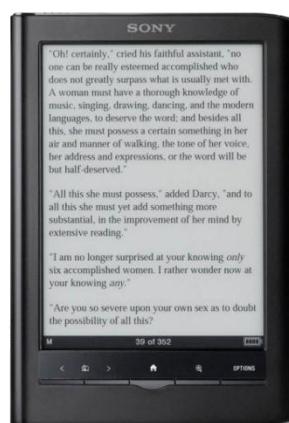 SONY
"Oh! certainly," cried his faithful assistant, "no
one can be really esteemed accomplished who
does not greatly surpass what is usually met with.
A woman must have a thorough knowledge of
music, singing, drawing, dancing, and the modern
languages, to deserve the word; and besides all
this, she must possess a certain something in her
air and manner of walking, the tone of her voice,
her address and expressions, or the word will be
but half-deserved."
"All this she must possess," added Darcy, "and to
all this she must yet add something more
substantial, in the improvement of her mind by
extensive reading."
"I am no longer surprised at your knowing only
six accomplished women. I rather wonder now at
your knowing any."
"Are you so severe upon your own sex as to doubt
the possibility of all this?
M 39 of 352
OPTIONS